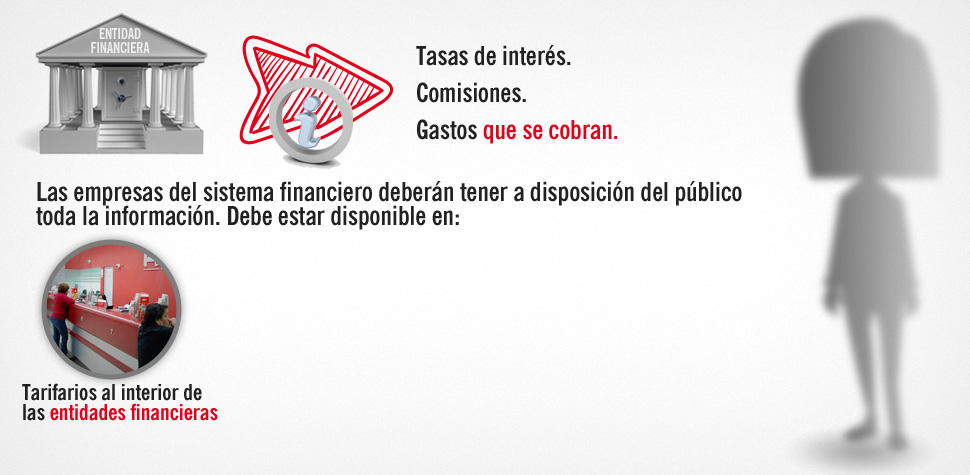 ENTIDAD
FINANCIERA
Tasas de interés.
Comisiones.
Gastos que se cobran.
Las empresas del sistema financiero deberán tener a disposición del público
toda la información. Debe estar disponible en:
Tarifarios al interior de
las entidades financieras